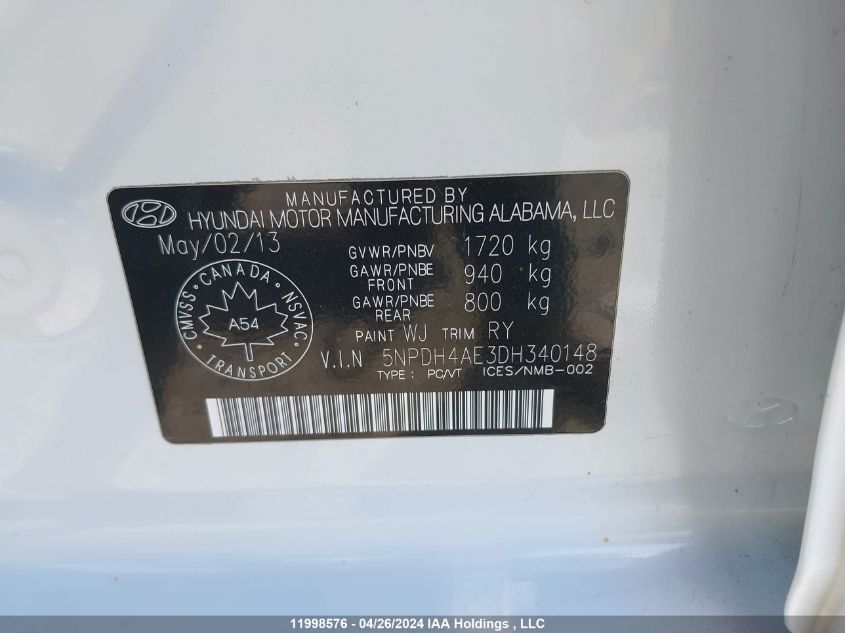 MANUFACTURED BY
HYUNDAI MOTOR MANUFACTURING ALABAMA, LLC
May/02/13
GVWR/PNBV 1720 kg
GAWR/PNBE FRONT 940 kg
GAWR/PNBE REAR 800 kg
PAINT WJ TRIM RY
V.I.N 5NPDH4AE3DH340148
TYPE : PC/VT ICES/NMB-002
CANADA
CMVSS NSVAC
A54
TRANSPORT
11998576 - 04/26/2024 IAA Holdings , LLC